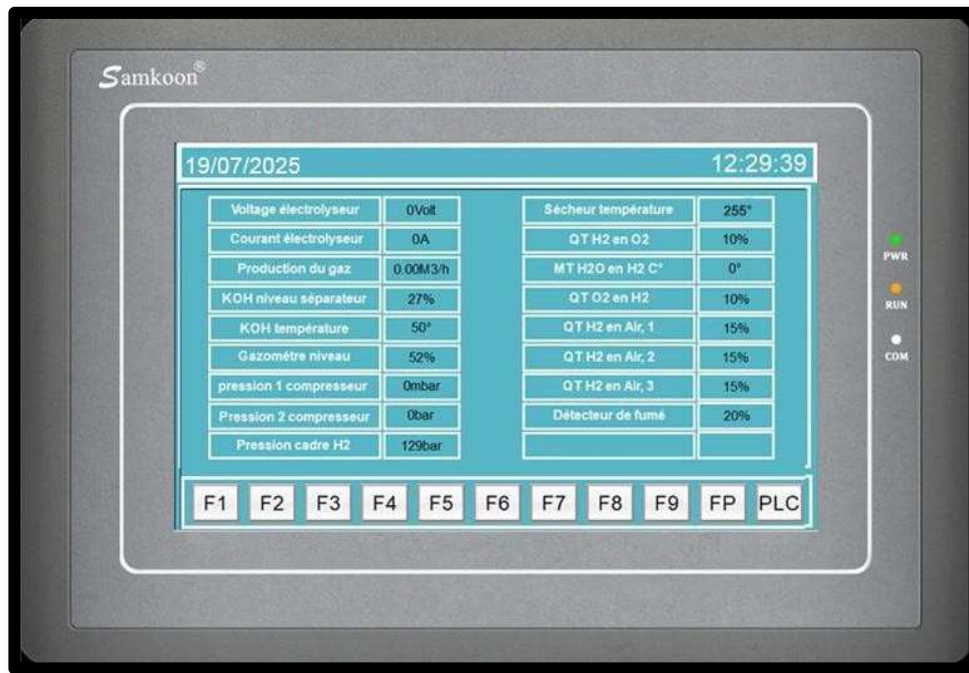 Samkoon®
19/07/2025 12:29:39
Voltage électrolyseur 0Volt
Courant électrolyseur 0A
Production du gaz 0.00M3/h
KOH niveau séparateur 27%
KOH température 50°
Gazométre niveau 52%
pression 1 compresseur 0mbar
Pression 2 compresseur 0bar
Pression cadre H2 129bar
Sécheur température 255°
QT H2 en O2 10%
MT H2O en H2 C° 0°
QT O2 en H2 10%
QT H2 en Air, 1 15%
QT H2 en Air, 2 15%
QT H2 en Air, 3 15%
Détecteur de fumé 20%
PWR
RUN
COM
F1 F2 F3 F4 F5 F6 F7 F8 F9 FP PLC